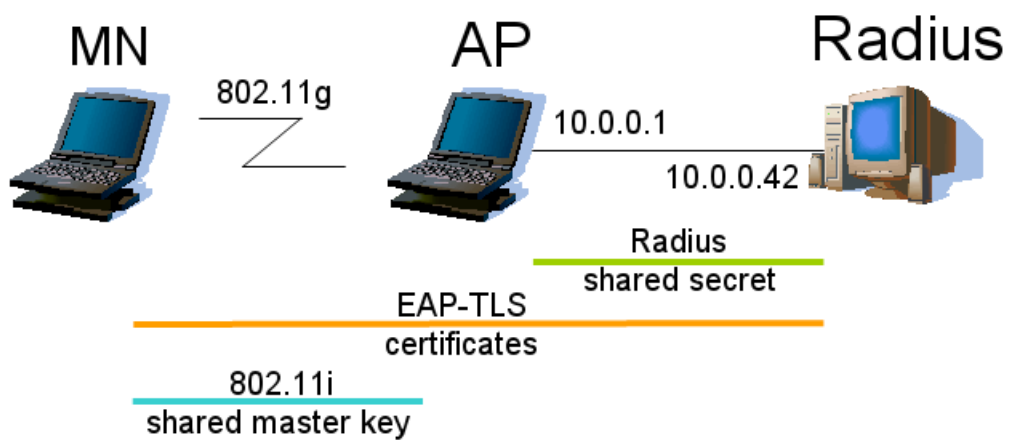 MN
AP
Radius
802.11g
10.0.0.1
10.0.0.42
Radius
shared secret
EAP-TLS
certificates
802.11i
shared master key